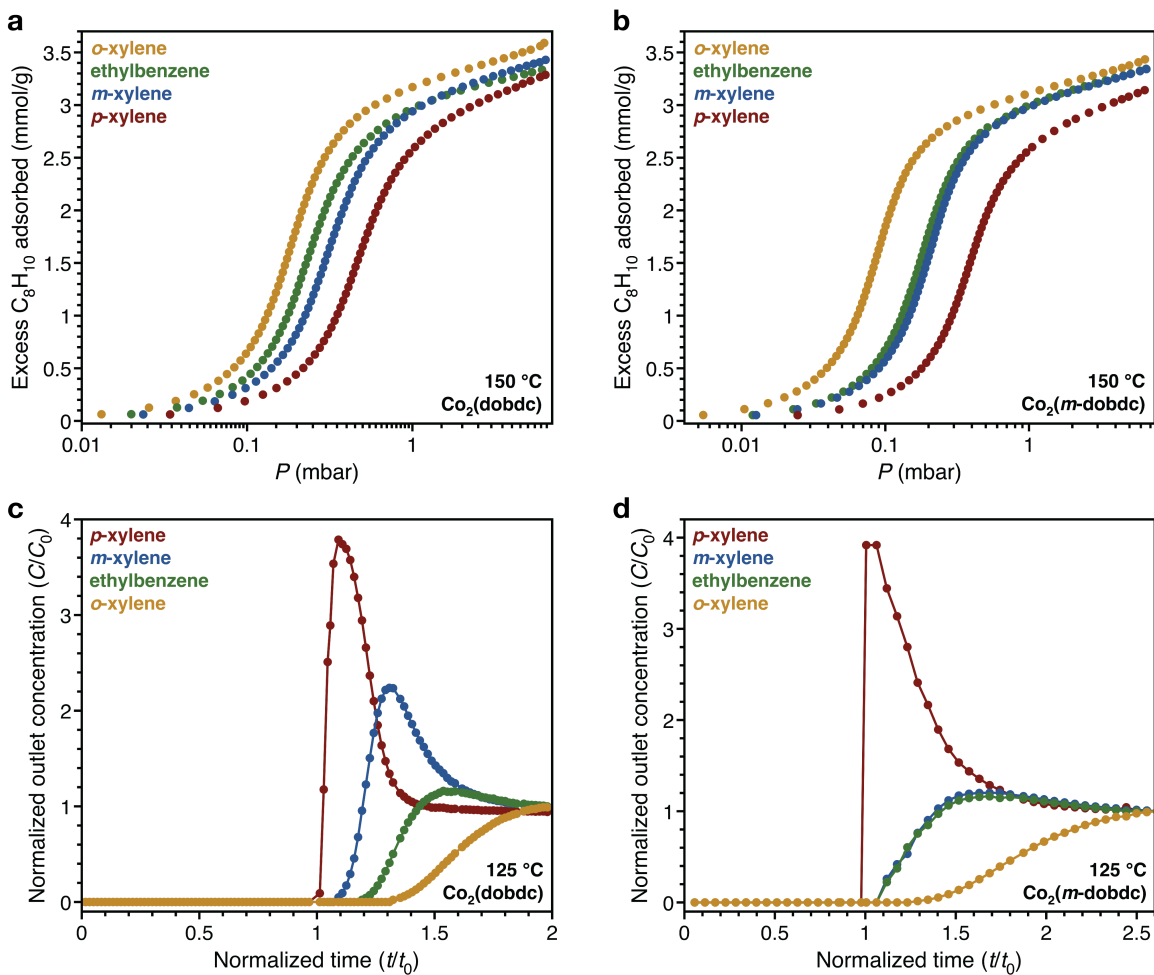 a
o-xylene
ethylbenzene
m-xylene
p-xylene
Excess C8H10 adsorbed (mmol/g)
3.5
3
2.5
2
1.5
1
0.5
0
150 °C
Co2(dobdc)
0.01
0.1
1
P (mbar)
b
o-xylene
ethylbenzene
m-xylene
p-xylene
Excess C8H10 adsorbed (mmol/g)
3.5
3
2.5
2
1.5
1
0.5
0
150 °C
Co2(m-dobdc)
0.01
0.1
1
P (mbar)
c
p-xylene
m-xylene
ethylbenzene
o-xylene
Normalized outlet concentration (C/C0)
4
3
2
1
0
125 °C
Co2(dobdc)
0
0.5
1
1.5
2
Normalized time (t/t0)
d
p-xylene
m-xylene
ethylbenzene
o-xylene
Normalized outlet concentration (C/C0)
4
3
2
1
0
125 °C
Co2(m-dobdc)
0
0.5
1
1.5
2
2.5
Normalized time (t/t0)